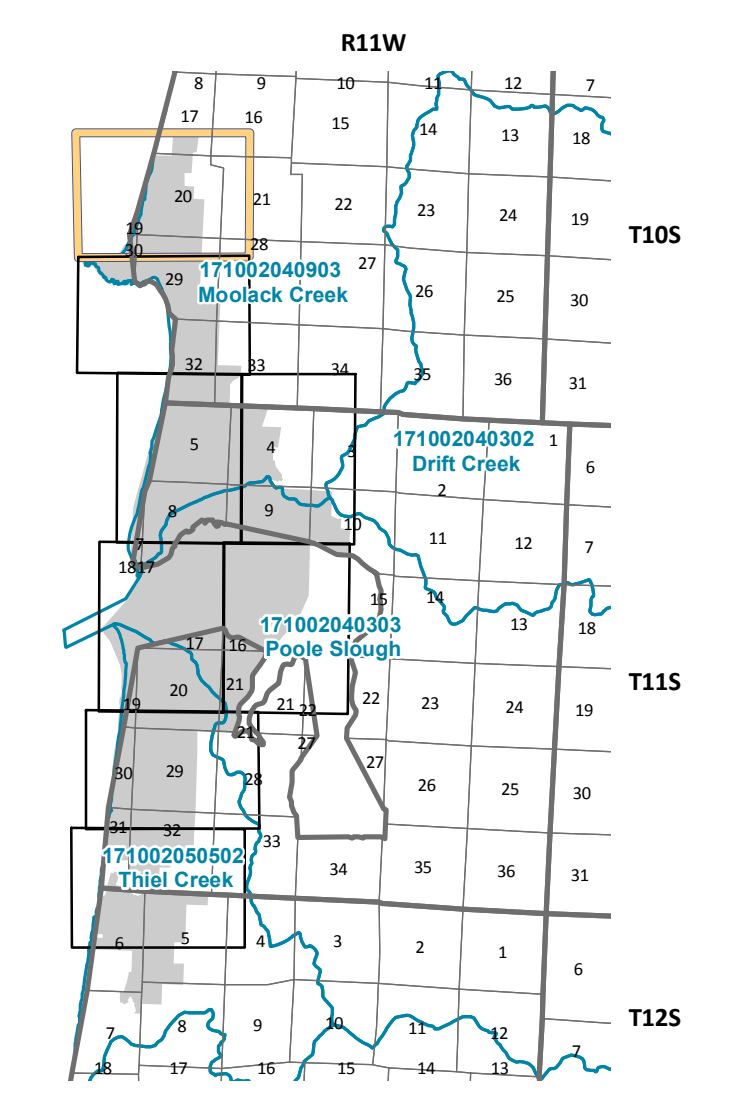 R11W
8 9 10 11 12 7
17 16 15 14 13 18
20 21 22 23 24 19
T10S
19
30 28 27
29 26 25 30
171002040903
Moolack Creek
32 33 34 35 36 31
5 4 3 1 6
171002040302
Drift Creek
2
8 9 10 11 12 7
7
18 17
15 14 13 18
171002040303
Poole Slough
17 16
T11S
20 21 22 23 24 19
19 21 22
21 27 27
30 29 28 26 25 30
31 32 33
34 35 36 31
171002050502
Thiel Creek
6 5 4 3 2 1 6
T12S
7 8 9 10 11 12 7
18 17 16 15 14 13